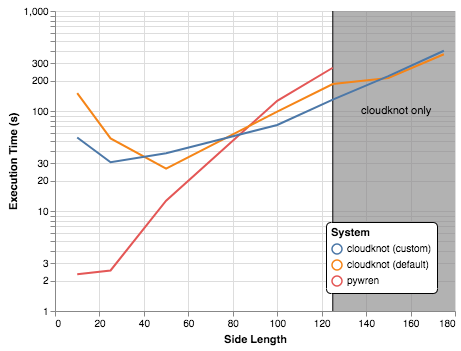 1,000
300
200
100
30
20
10
3
2
1
Execution Time (s)
cloudknot only
System
cloudknot (custom)
cloudknot (default)
pywren
0 20 40 60 80 100 120 140 160 180
Side Length